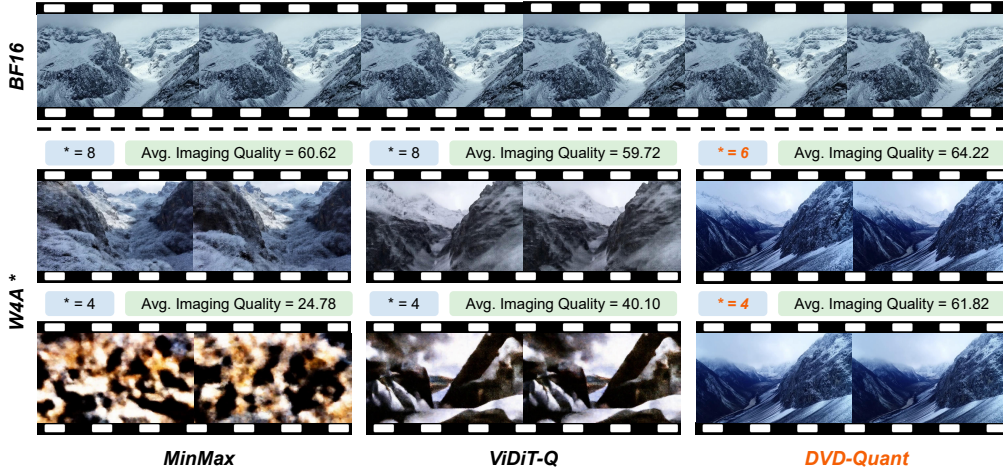 BF16
* = 8 Avg. Imaging Quality = 60.62 * = 8 Avg. Imaging Quality = 59.72 * = 6 Avg. Imaging Quality = 64.22
W4A *
* = 4 Avg. Imaging Quality = 24.78 * = 4 Avg. Imaging Quality = 40.10 * = 4 Avg. Imaging Quality = 61.82
MinMax ViDiT-Q DVD-Quant